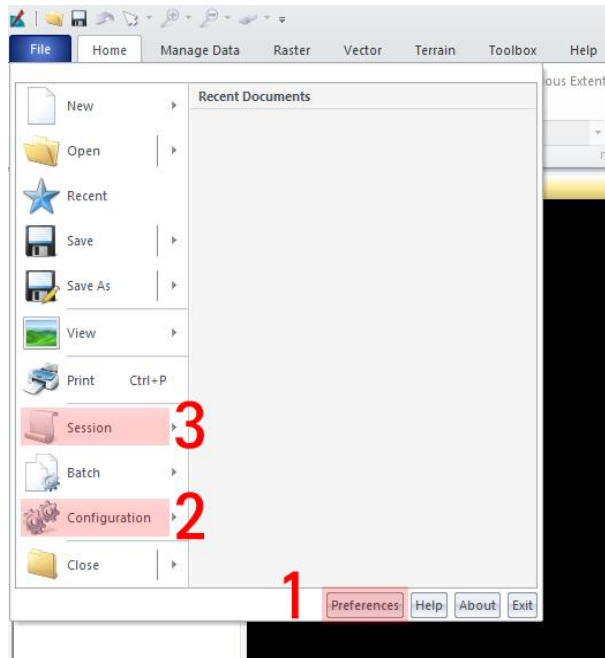 File Home Manage Data Raster Vector Terrain Toolbox Help
ous Extent
Recent Documents
New
Open
Recent
Save
Save As
View
Print Ctrl+P
Session 3
Batch
Configuration 2
Close
1
Preferences Help About Exit